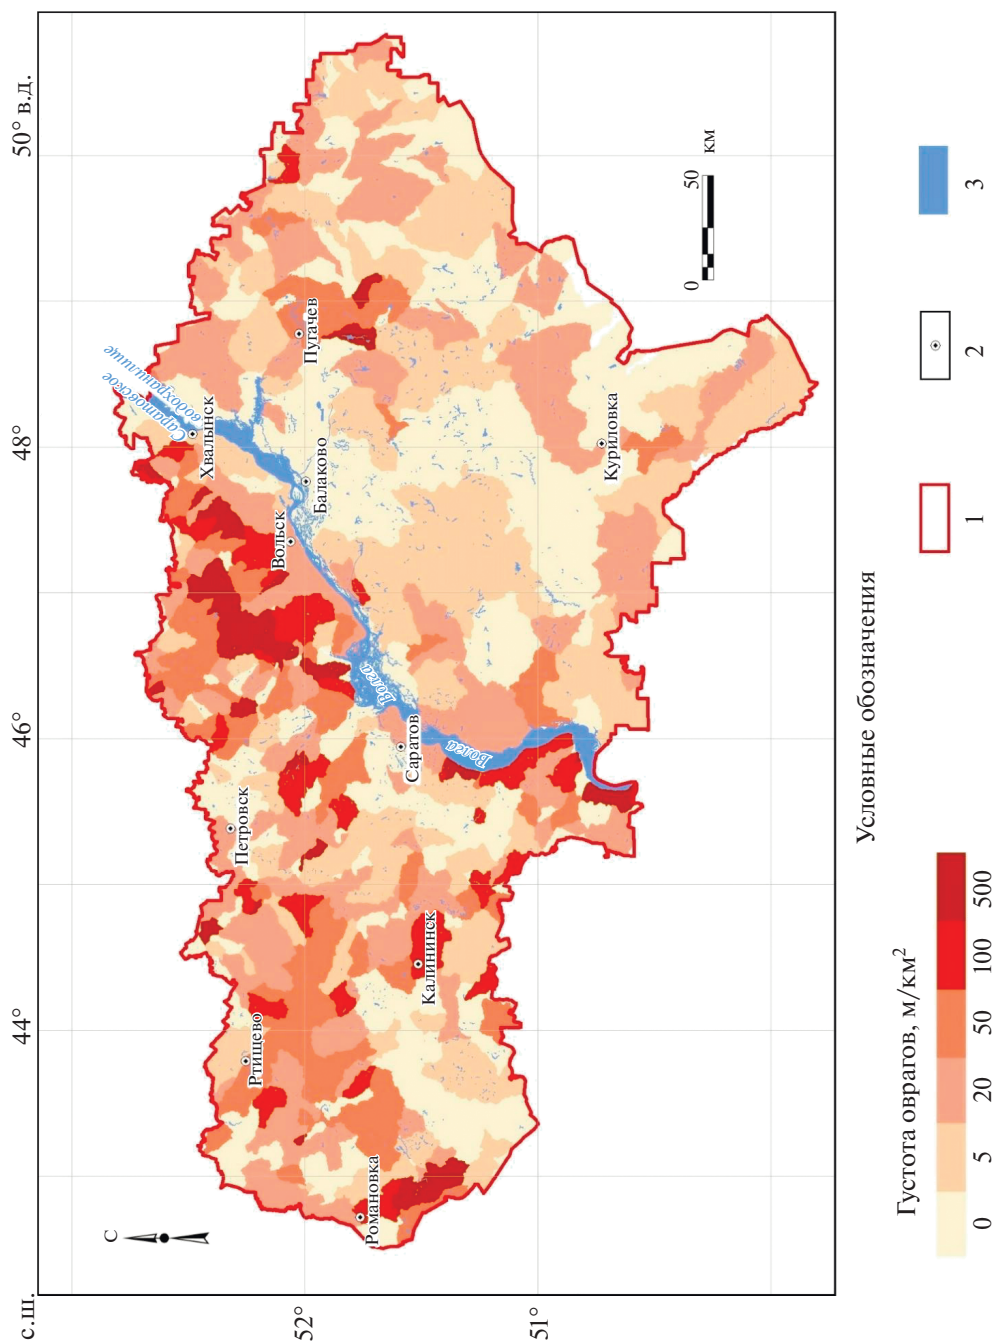 с.ш.
44°
46°
48°
50° в.д.
52°
51°
С
Саратовское
водохранилище
Хвалынск
Вольск
Балаково
Пугачев
Петровск
Ртищево
Романовка
Калининск
Саратов
Волга
Волга
Куриловка
0
50
км
Условные обозначения
Густота оврагов, м/км²
0
5
20
50
100
500
1
2
3